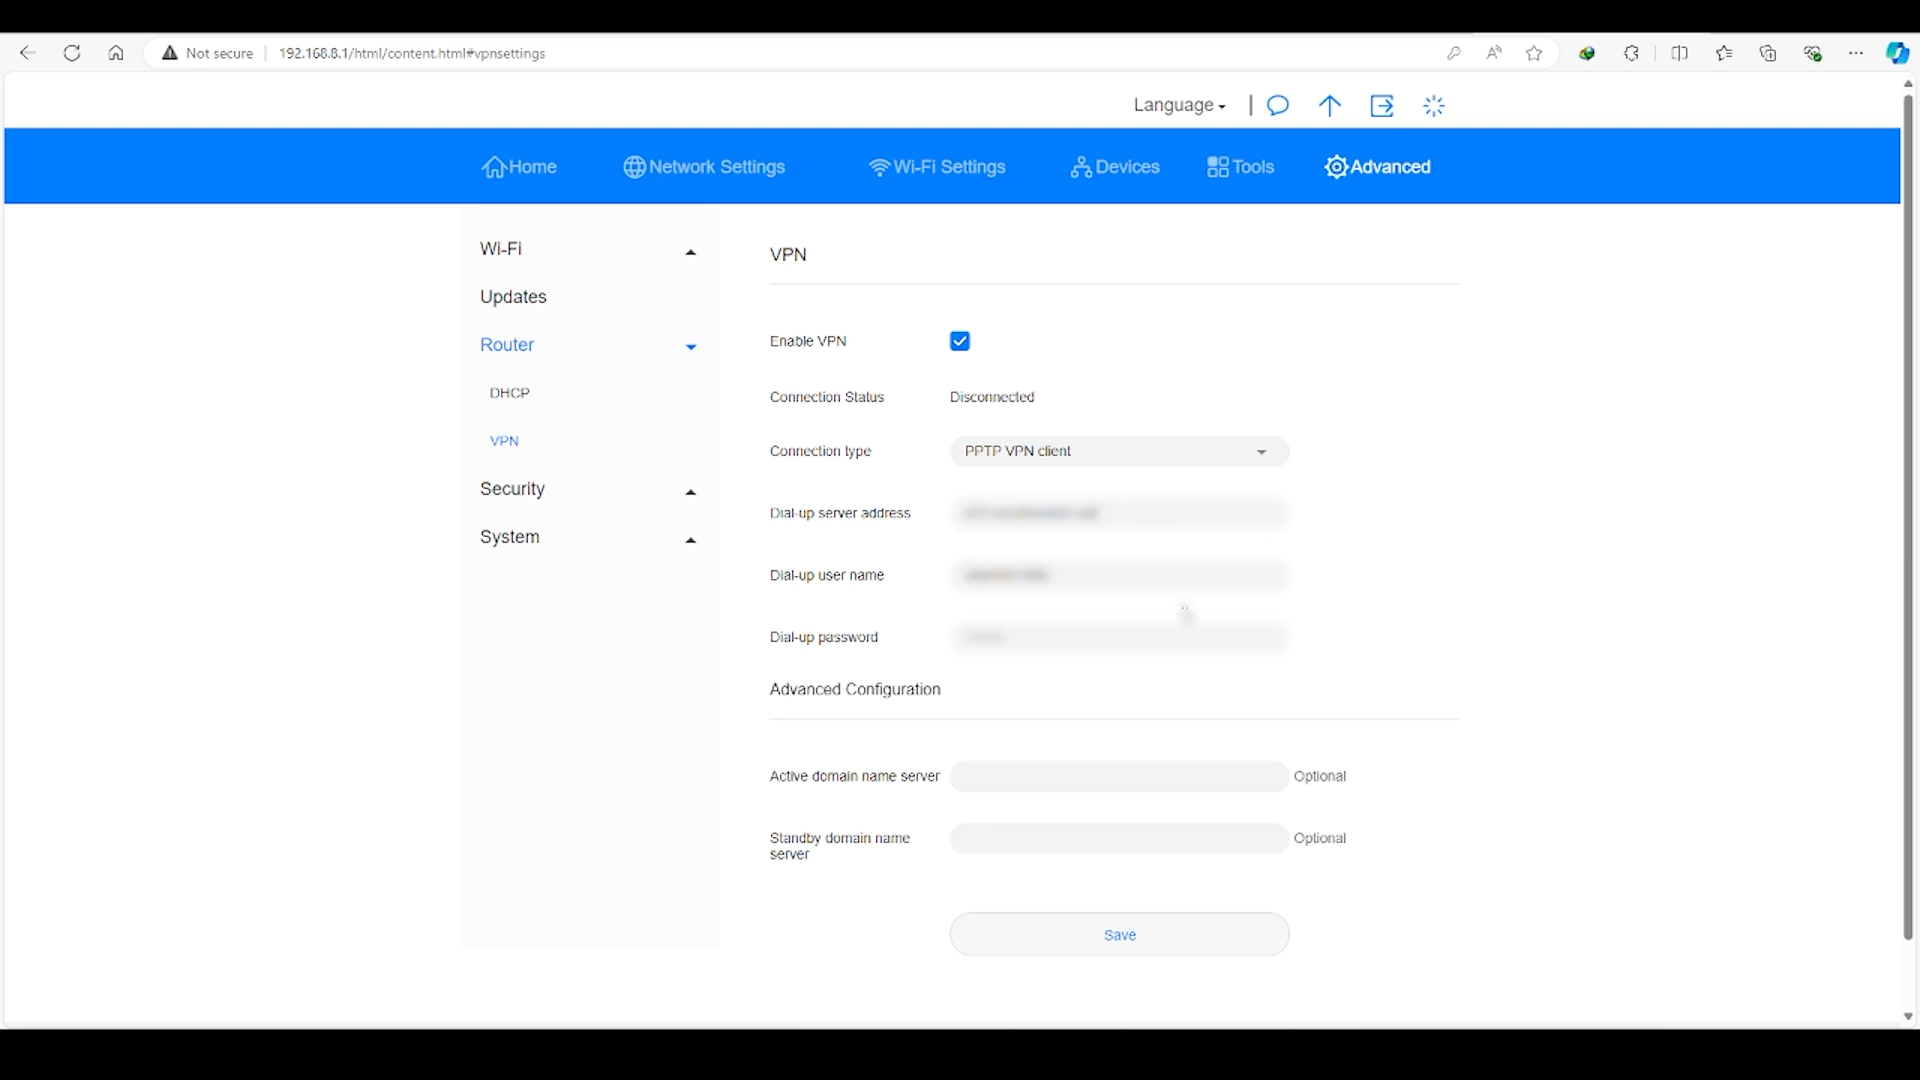 Not secure
192.168.8.1/html/content.html#vpnsettings
Language
Home
Network Settings
Wi-Fi Settings
Devices
Tools
Advanced
Wi-Fi
Updates
Router
DHCP
VPN
Security
System
VPN
Enable VPN
Connection Status Disconnected
Connection type PPTP VPN client
Dial-up server address
Dial-up user name
Dial-up password
Advanced Configuration
Active domain name server Optional
Standby domain name
server
Optional
Save